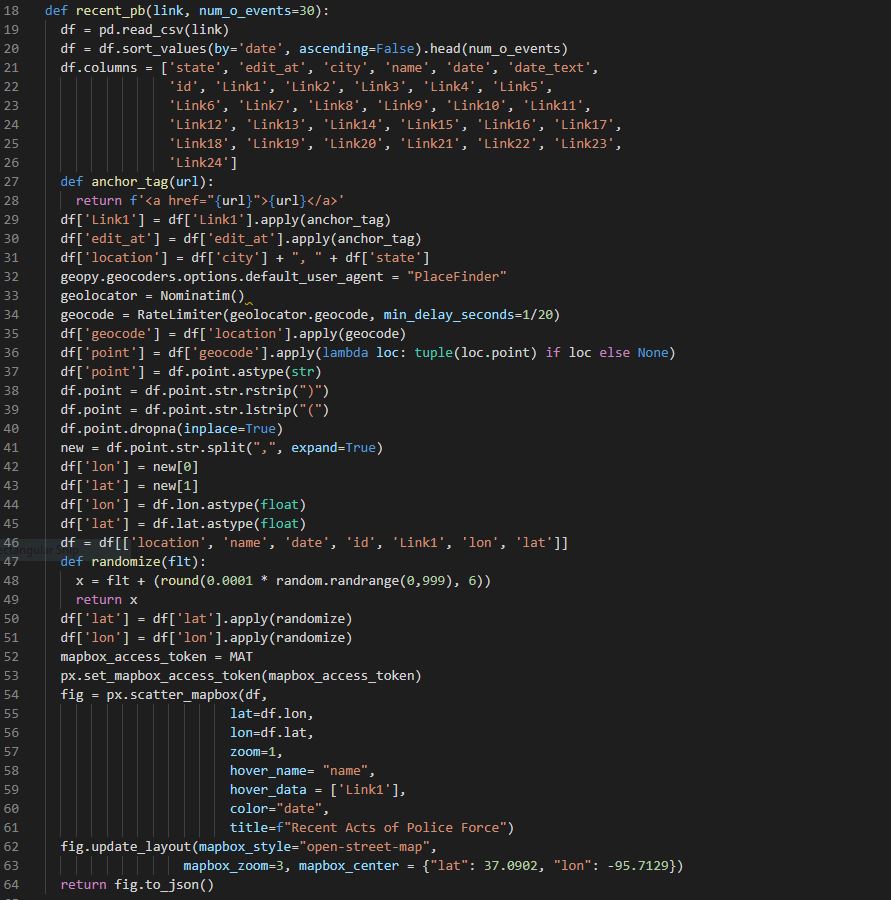 18 def recent_pb(link, num_o_events=30):
19 df = pd.read_csv(link)
20 df = df.sort_values(by='date', ascending=False).head(num_o_events)
21 df.columns = ['state', 'edit_at', 'city', 'name', 'date', 'date_text',
22 'id', 'Link1', 'Link2', 'Link3', 'Link4', 'Link5',
23 'Link6', 'Link7', 'Link8', 'Link9', 'Link10', 'Link11',
24 'Link12', 'Link13', 'Link14', 'Link15', 'Link16', 'Link17',
25 'Link18', 'Link19', 'Link20', 'Link21', 'Link22', 'Link23',
26 'Link24']
27 def anchor_tag(url):
28 return f'<a href="{url}">{url}</a>'
29 df['Link1'] = df['Link1'].apply(anchor_tag)
30 df['edit_at'] = df['edit_at'].apply(anchor_tag)
31 df['location'] = df['city'] + ", " + df['state']
32 geopy.geocoders.options.default_user_agent = "PlaceFinder"
33 geolocator = Nominatim()
34 geocode = RateLimiter(geolocator.geocode, min_delay_seconds=1/20)
35 df['geocode'] = df['location'].apply(geocode)
36 df['point'] = df['geocode'].apply(lambda loc: tuple(loc.point) if loc else None)
37 df['point'] = df.point.astype(str)
38 df.point = df.point.str.rstrip(")")
39 df.point = df.point.str.lstrip("(")
40 df.point.dropna(inplace=True)
41 new = df.point.str.split(",", expand=True)
42 df['lon'] = new[0]
43 df['lat'] = new[1]
44 df['lon'] = df.lon.astype(float)
45 df['lat'] = df.lat.astype(float)
46 df = df[['location', 'name', 'date', 'id', 'Link1', 'lon', 'lat']]
47 def randomize(flt):
48 x = flt + (round(0.0001 * random.randrange(0,999), 6))
49 return x
50 df['lat'] = df['lat'].apply(randomize)
51 df['lon'] = df['lon'].apply(randomize)
52 mapbox_access_token = MAT
53 px.set_mapbox_access_token(mapbox_access_token)
54 fig = px.scatter_mapbox(df,
55 lat=df.lon,
56 lon=df.lat,
57 zoom=1,
58 hover_name= "name",
59 hover_data = ['Link1'],
60 color="date",
61 title=f"Recent Acts of Police Force")
62 fig.update_layout(mapbox_style="open-street-map",
63 mapbox_zoom=3, mapbox_center = {"lat": 37.0902, "lon": -95.7129})
64 return fig.to_json()